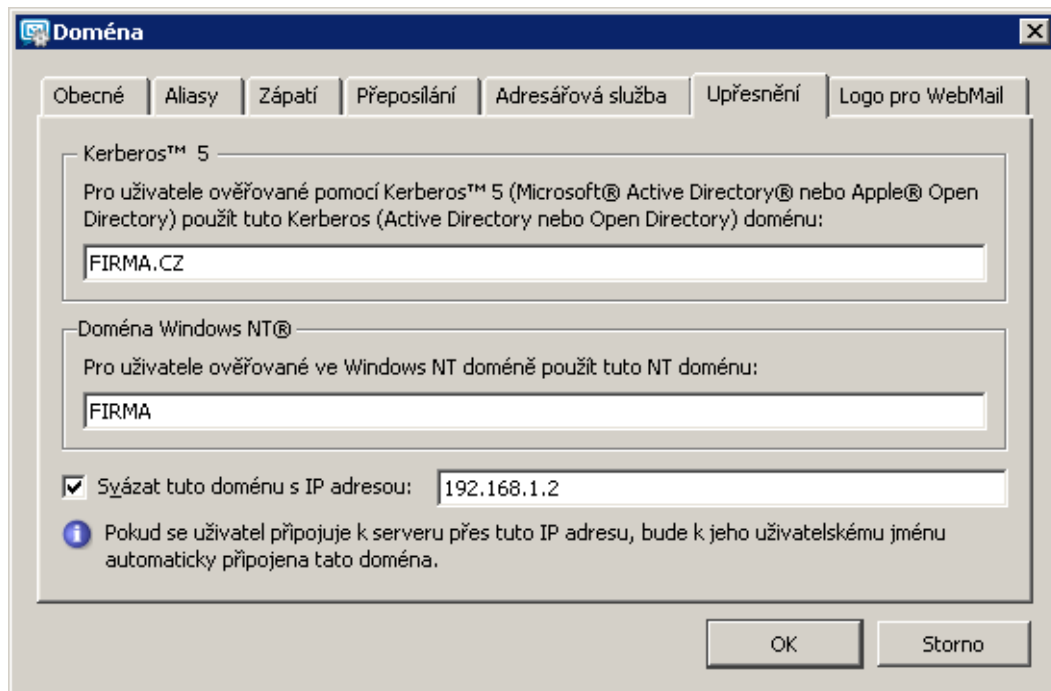 Doména
Obecné Aliasy Zápatí Přeposílání Adresářová služba Upřesnění Logo pro WebMail
Kerberos™ 5
Pro uživatele ověřované pomocí Kerberos™ 5 (Microsoft® Active Directory® nebo Apple® Open
Directory) použít tuto Kerberos (Active Directory nebo Open Directory) doménu:
FIRMA.CZ
Doména Windows NT®
Pro uživatele ověřované ve Windows NT doméně použít tuto NT doménu:
FIRMA
Svázat tuto doménu s IP adresou: 192.168.1.2
Pokud se uživatel připojuje k serveru přes tuto IP adresu, bude k jeho uživatelskému jménu
automaticky připojena tato doména.
OK Storno